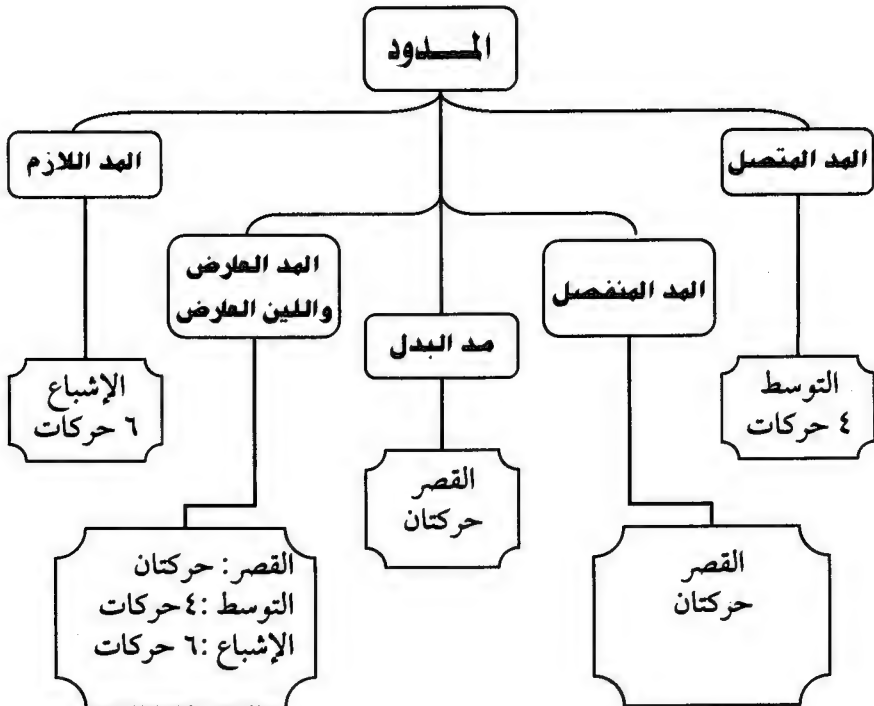 المـــدود
المد المتصل
المد اللازم
المد المنفصل
المد العارض
واللين العارض
مد البدل
التوسط
٤ حركات
الإشباع
٦ حركات
القصر
حركتان
القصر
حركتان
القصر: حركتان
التوسط :٤حركات
الإشباع :٦ حركات